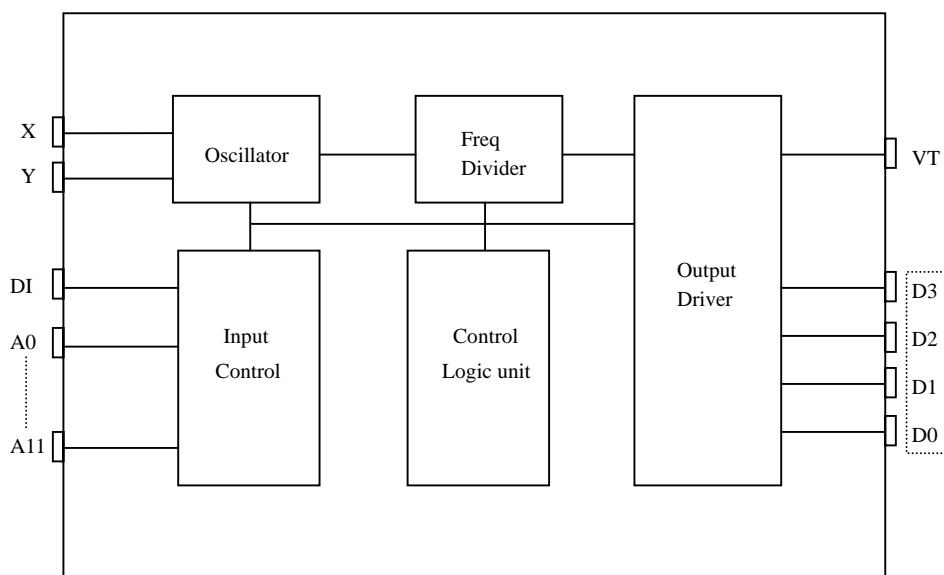 X
Y
DI
A0
A11
Oscillator
Freq
Divider
Input
Control
Control
Logic unit
Output
Driver
VT
D3
D2
D1
D0